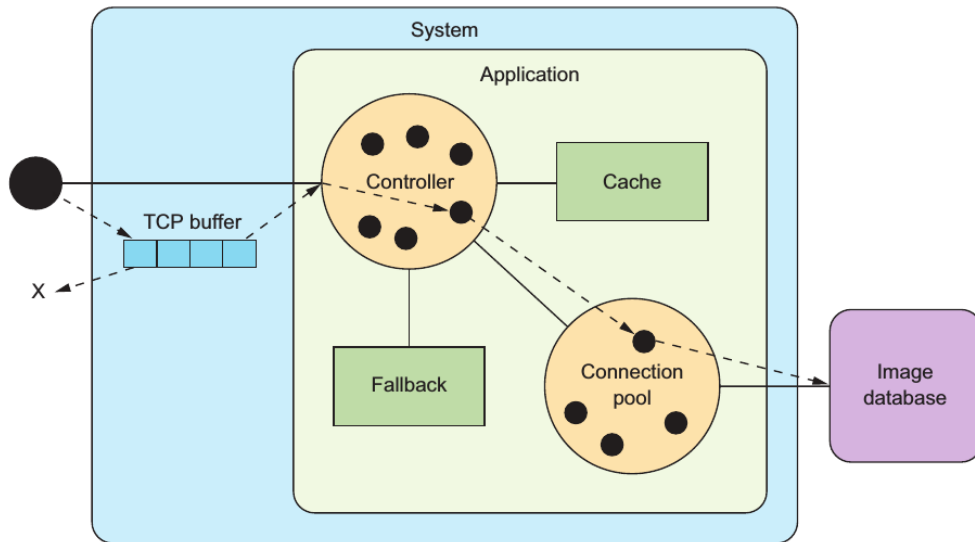 System
Application
Controller
Cache
TCP buffer
X
Fallback
Connection
pool
Image
database